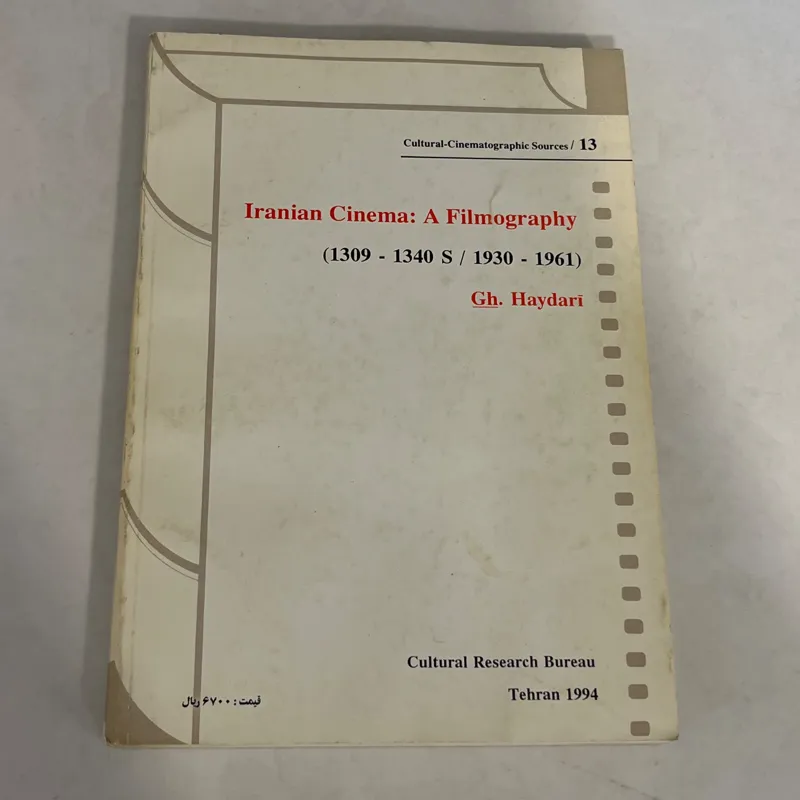 Cultural-Cinematographic Sources / 13
Iranian Cinema: A Filmography
(1309 - 1340 S / 1930 - 1961)
Gh. Haydarī
Cultural Research Bureau
Tehran 1994
قیمت: ۶۷۰۰ ریال